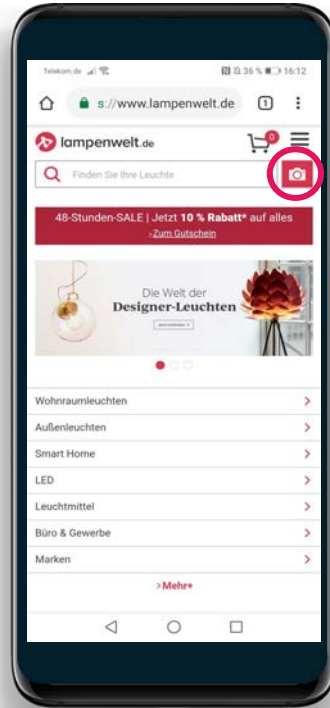 Telekom.de
36 % 16:12
s://www.lampenwelt.de 1
lampenwelt.de 0
Finden Sie Ihre Leuchte
48-Stunden-SALE | Jetzt 10 % Rabatt* auf alles
›Zum Gutschein
Die Welt der
Designer-Leuchten
Wohnraumleuchten
Außenleuchten
Smart Home
LED
Leuchtmittel
Büro & Gewerbe
Marken
›Mehr+